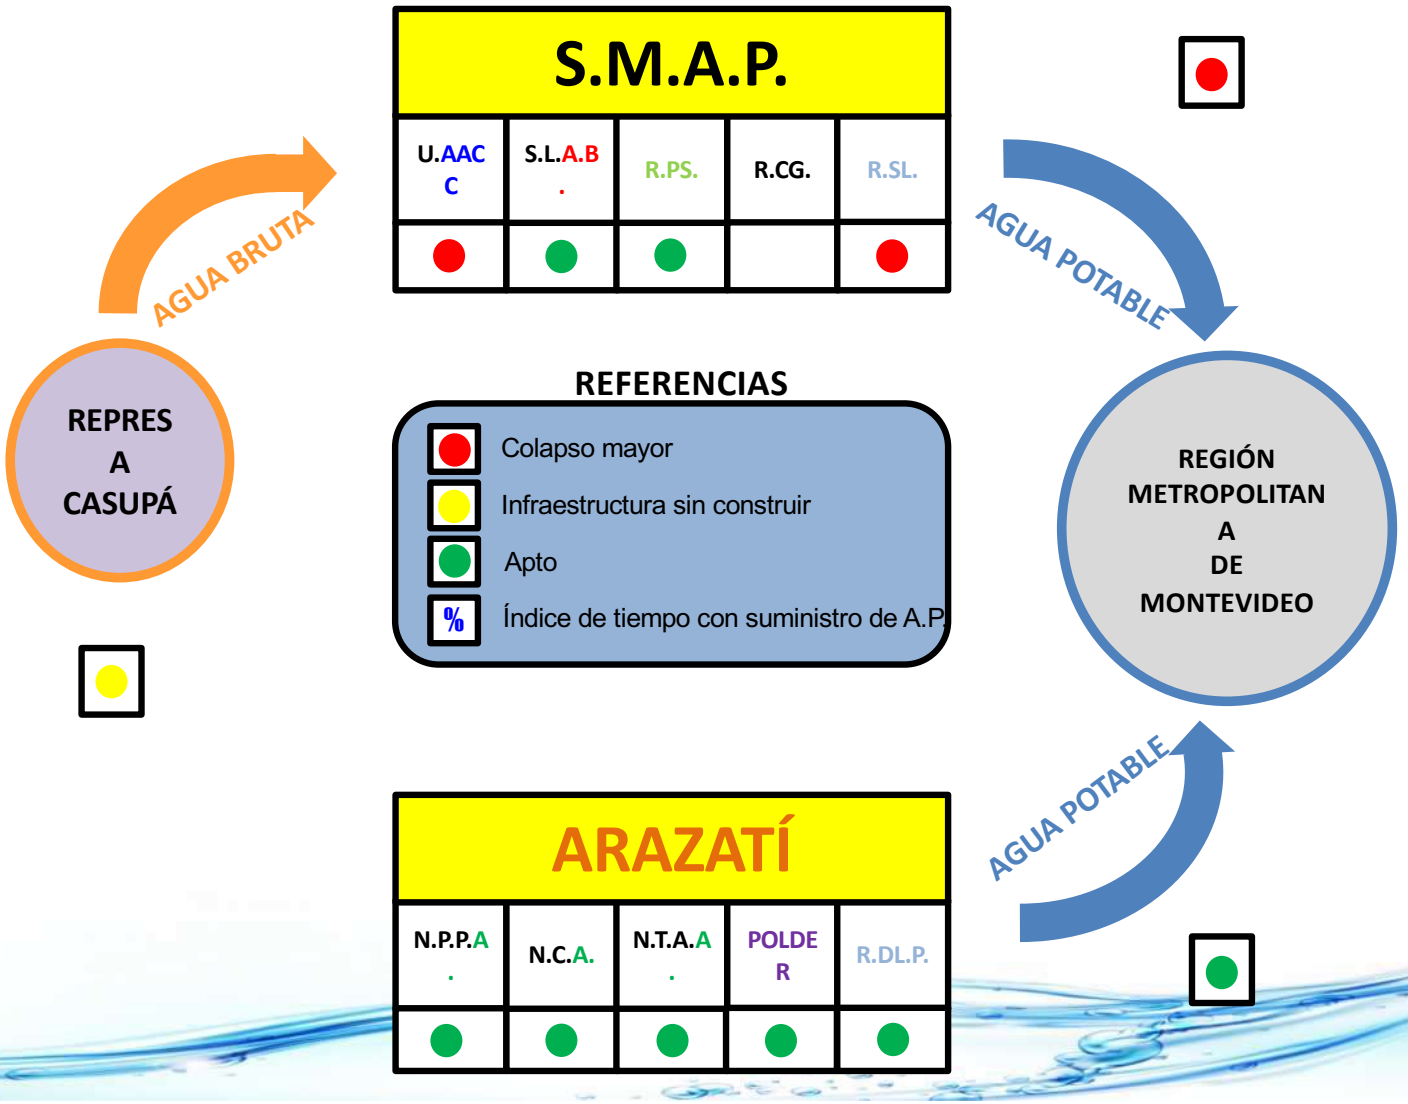 S.M.A.P.
U.AAC
C
S.L.A.B
.
R.PS.
R.CG.
R.SL.
AGUA BRUTA
AGUA POTABLE
REPRES
A
CASUPÁ
REFERENCIAS
Colapso mayor
Infraestructura sin construir
Apto
% Índice de tiempo con suministro de A.P.
REGIÓN
METROPOLITAN
A
DE
MONTEVIDEO
AGUA POTABLE
ARAZATÍ
N.P.P.A
.
N.C.A.
N.T.A.A
.
POLDE
R
R.DL.P.